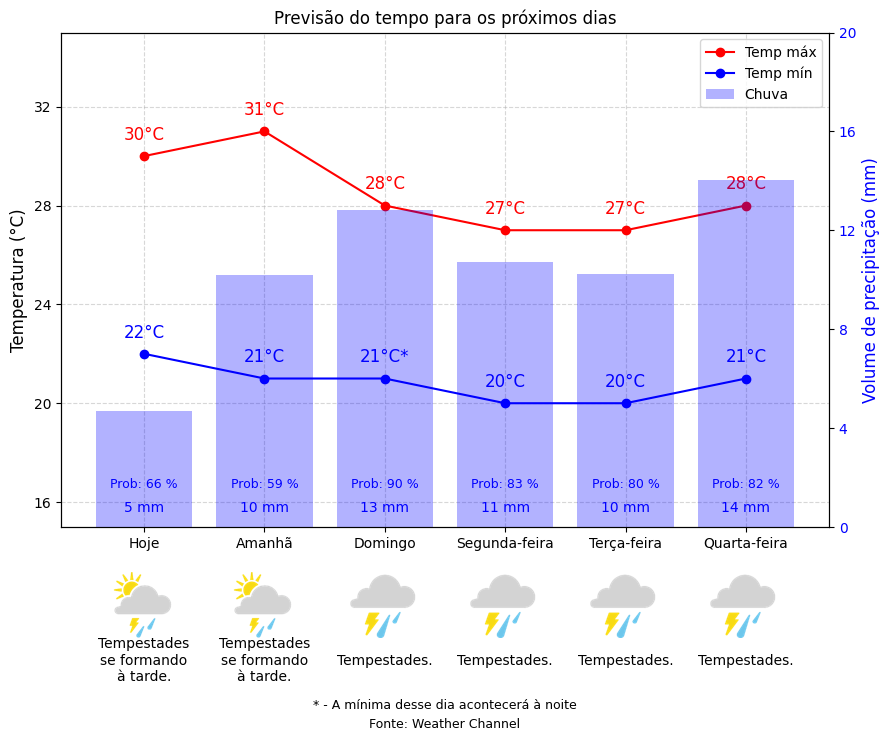 Previsão do tempo para os próximos dias
Temp máx
Temp mín
Chuva
Temperatura (°C)
32
28
24
20
16
Volume de precipitação (mm)
20
16
12
8
4
0
30°C
31°C
28°C
27°C
27°C
28°C
22°C
21°C
21°C*
20°C
20°C
21°C
Prob: 66 %
Prob: 59 %
Prob: 90 %
Prob: 83 %
Prob: 80 %
Prob: 82 %
5 mm
10 mm
13 mm
11 mm
10 mm
14 mm
Hoje
Amanhã
Domingo
Segunda-feira
Terça-feira
Quarta-feira
Tempestades
se formando
à tarde.
Tempestades
se formando
à tarde.
Tempestades.
Tempestades.
Tempestades.
Tempestades.
* - A mínima desse dia acontecerá à noite
Fonte: Weather Channel